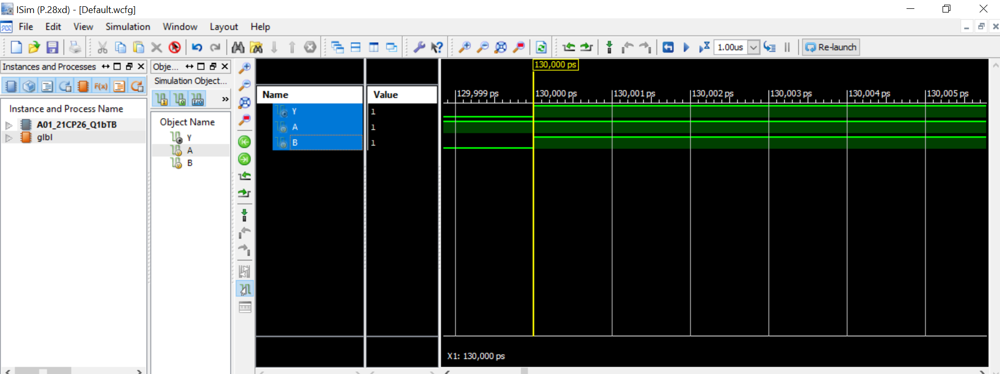 ISim (P.28xd) - [Default.wcfg]
File Edit View Simulation Window Layout Help
1.00us
Re-launch
Instances and Processes
F(x)
Instance and Process Name
A01_21CP26_Q1bTB
glbl
Obje...
Simulation Object...
I O I/O »
Object Name
Y
A
B
Name Value
Y 1
A 1
B 1
130,000 ps
129,999 ps 130,000 ps 130,001 ps 130,002 ps 130,003 ps 130,004 ps 130,005 ps
X1: 130,000 ps